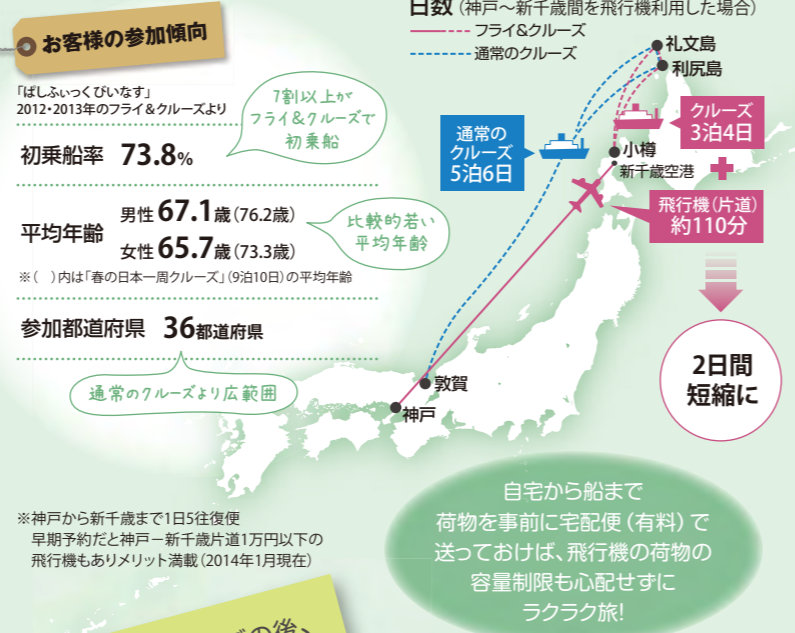 お客様の参加傾向
「ぱしふぃっくびいなす」
2012・2013年のフライ&クルーズより
初乗船率 73.8%
7割以上が
フライ&クルーズで
初乗船
平均年齢
男性67.1歳(76.2歳)
女性65.7歳(73.3歳)
比較的若い
平均年齢
※( )内は「春の日本一周クルーズ」(9泊10日)の平均年齢
参加都道府県 36都道府県
通常のクルーズより広範囲
日数(神戸〜新千歳間を飛行機利用した場合)
フライ&クルーズ
通常のクルーズ
礼文島
利尻島
通常の
クルーズ
5泊6日
クルーズ
3泊4日
小樽
新千歳空港
飛行機(片道)
約110分
2日間
短縮に
敦賀
神戸
※神戸から新千歳まで1日5往復便
早期予約だと神戸−新千歳片道1万円以下の
飛行機もありメリット満載(2014年1月現在)
自宅から船まで
荷物を事前に宅配便(有料)で
送っておけば、飛行機の荷物の
容量制限も心配せずに
ラクラク旅!
の後、